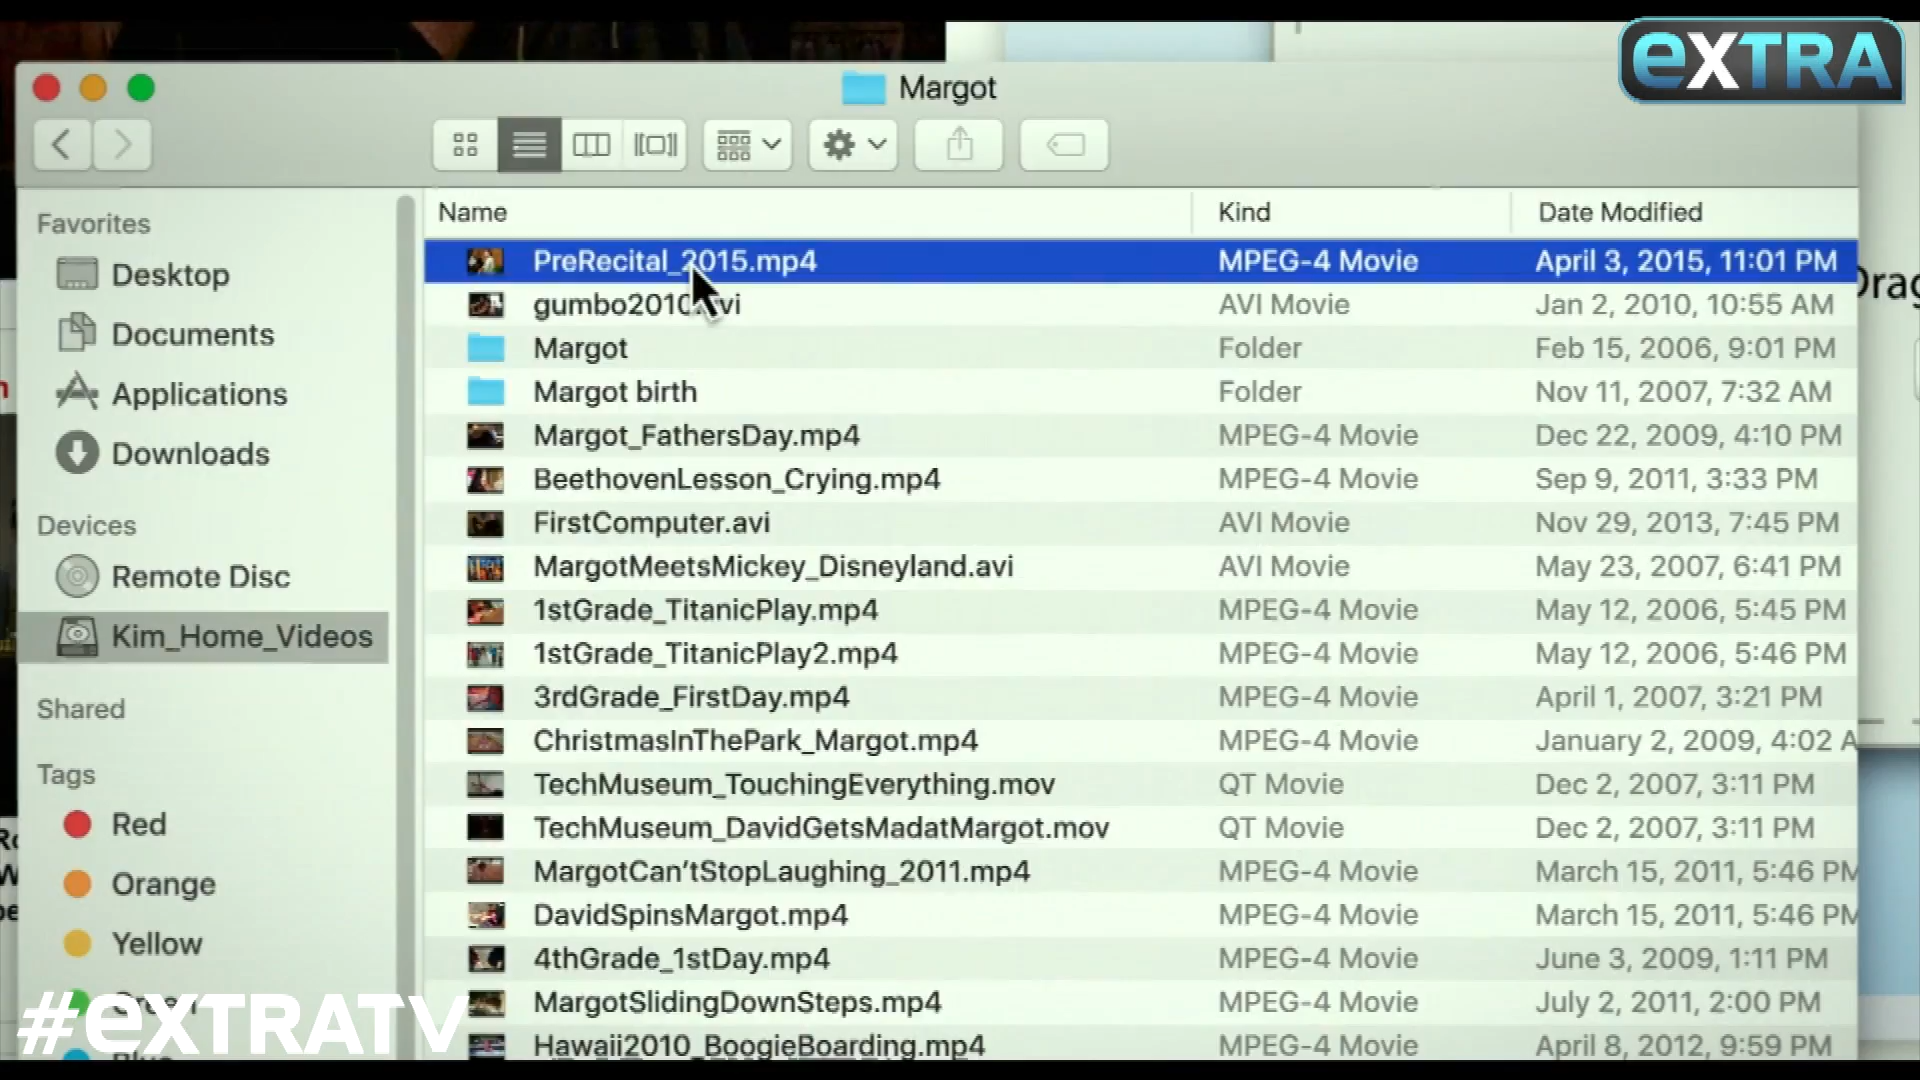 eXTRA
Margot
Favorites
Desktop
Documents
Applications
Downloads
Devices
Remote Disc
Kim_Home_Videos
Shared
Tags
Red
Orange
Yellow
Green
Blue
Name Kind Date Modified
PreRecital_2015.mp4 MPEG-4 Movie April 3, 2015, 11:01 PM
gumbo2010.avi AVI Movie Jan 2, 2010, 10:55 AM
Margot Folder Feb 15, 2006, 9:01 PM
Margot birth Folder Nov 11, 2007, 7:32 AM
Margot_FathersDay.mp4 MPEG-4 Movie Dec 22, 2009, 4:10 PM
BeethovenLesson_Crying.mp4 MPEG-4 Movie Sep 9, 2011, 3:33 PM
FirstComputer.avi AVI Movie Nov 29, 2013, 7:45 PM
MargotMeetsMickey_Disneyland.avi AVI Movie May 23, 2007, 6:41 PM
1stGrade_TitanicPlay.mp4 MPEG-4 Movie May 12, 2006, 5:45 PM
1stGrade_TitanicPlay2.mp4 MPEG-4 Movie May 12, 2006, 5:46 PM
3rdGrade_FirstDay.mp4 MPEG-4 Movie April 1, 2007, 3:21 PM
ChristmasInThePark_Margot.mp4 MPEG-4 Movie January 2, 2009, 4:02 A
TechMuseum_TouchingEverything.mov QT Movie Dec 2, 2007, 3:11 PM
TechMuseum_DavidGetsMadatMargot.mov QT Movie Dec 2, 2007, 3:11 PM
MargotCan'tStopLaughing_2011.mp4 MPEG-4 Movie March 15, 2011, 5:46 PM
DavidSpinsMargot.mp4 MPEG-4 Movie March 15, 2011, 5:46 PM
4thGrade_1stDay.mp4 MPEG-4 Movie June 3, 2009, 1:11 PM
MargotSlidingDownSteps.mp4 MPEG-4 Movie July 2, 2011, 2:00 PM
Hawaii2010_BoogieBoarding.mp4 MPEG-4 Movie April 8, 2012, 9:59 PM
Drag
#eXTRATV